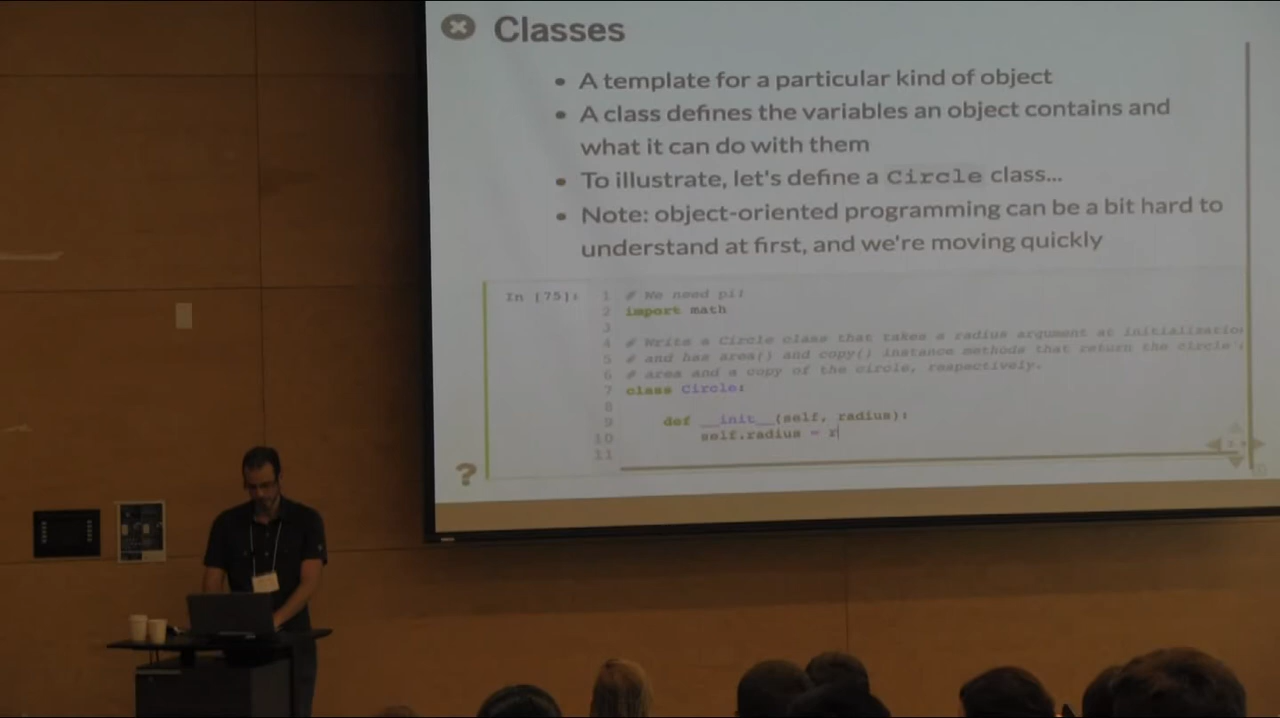 Classes
• A template for a particular kind of object
• A class defines the variables an object contains and
what it can do with them
• To illustrate, let's define a Circle class...
• Note: object-oriented programming can be a bit hard to
understand at first, and we're moving quickly
In [75]:
1 # We need pi!
2 import math
3
4 # Write a Circle class that takes a radius argument at initializatio
5 # and has area() and copy() instance methods that return the circle'
6 # area and a copy of the circle, respectively.
7 class Circle:
8
9 def __init__(self, radius):
10 self.radius = r
11
?